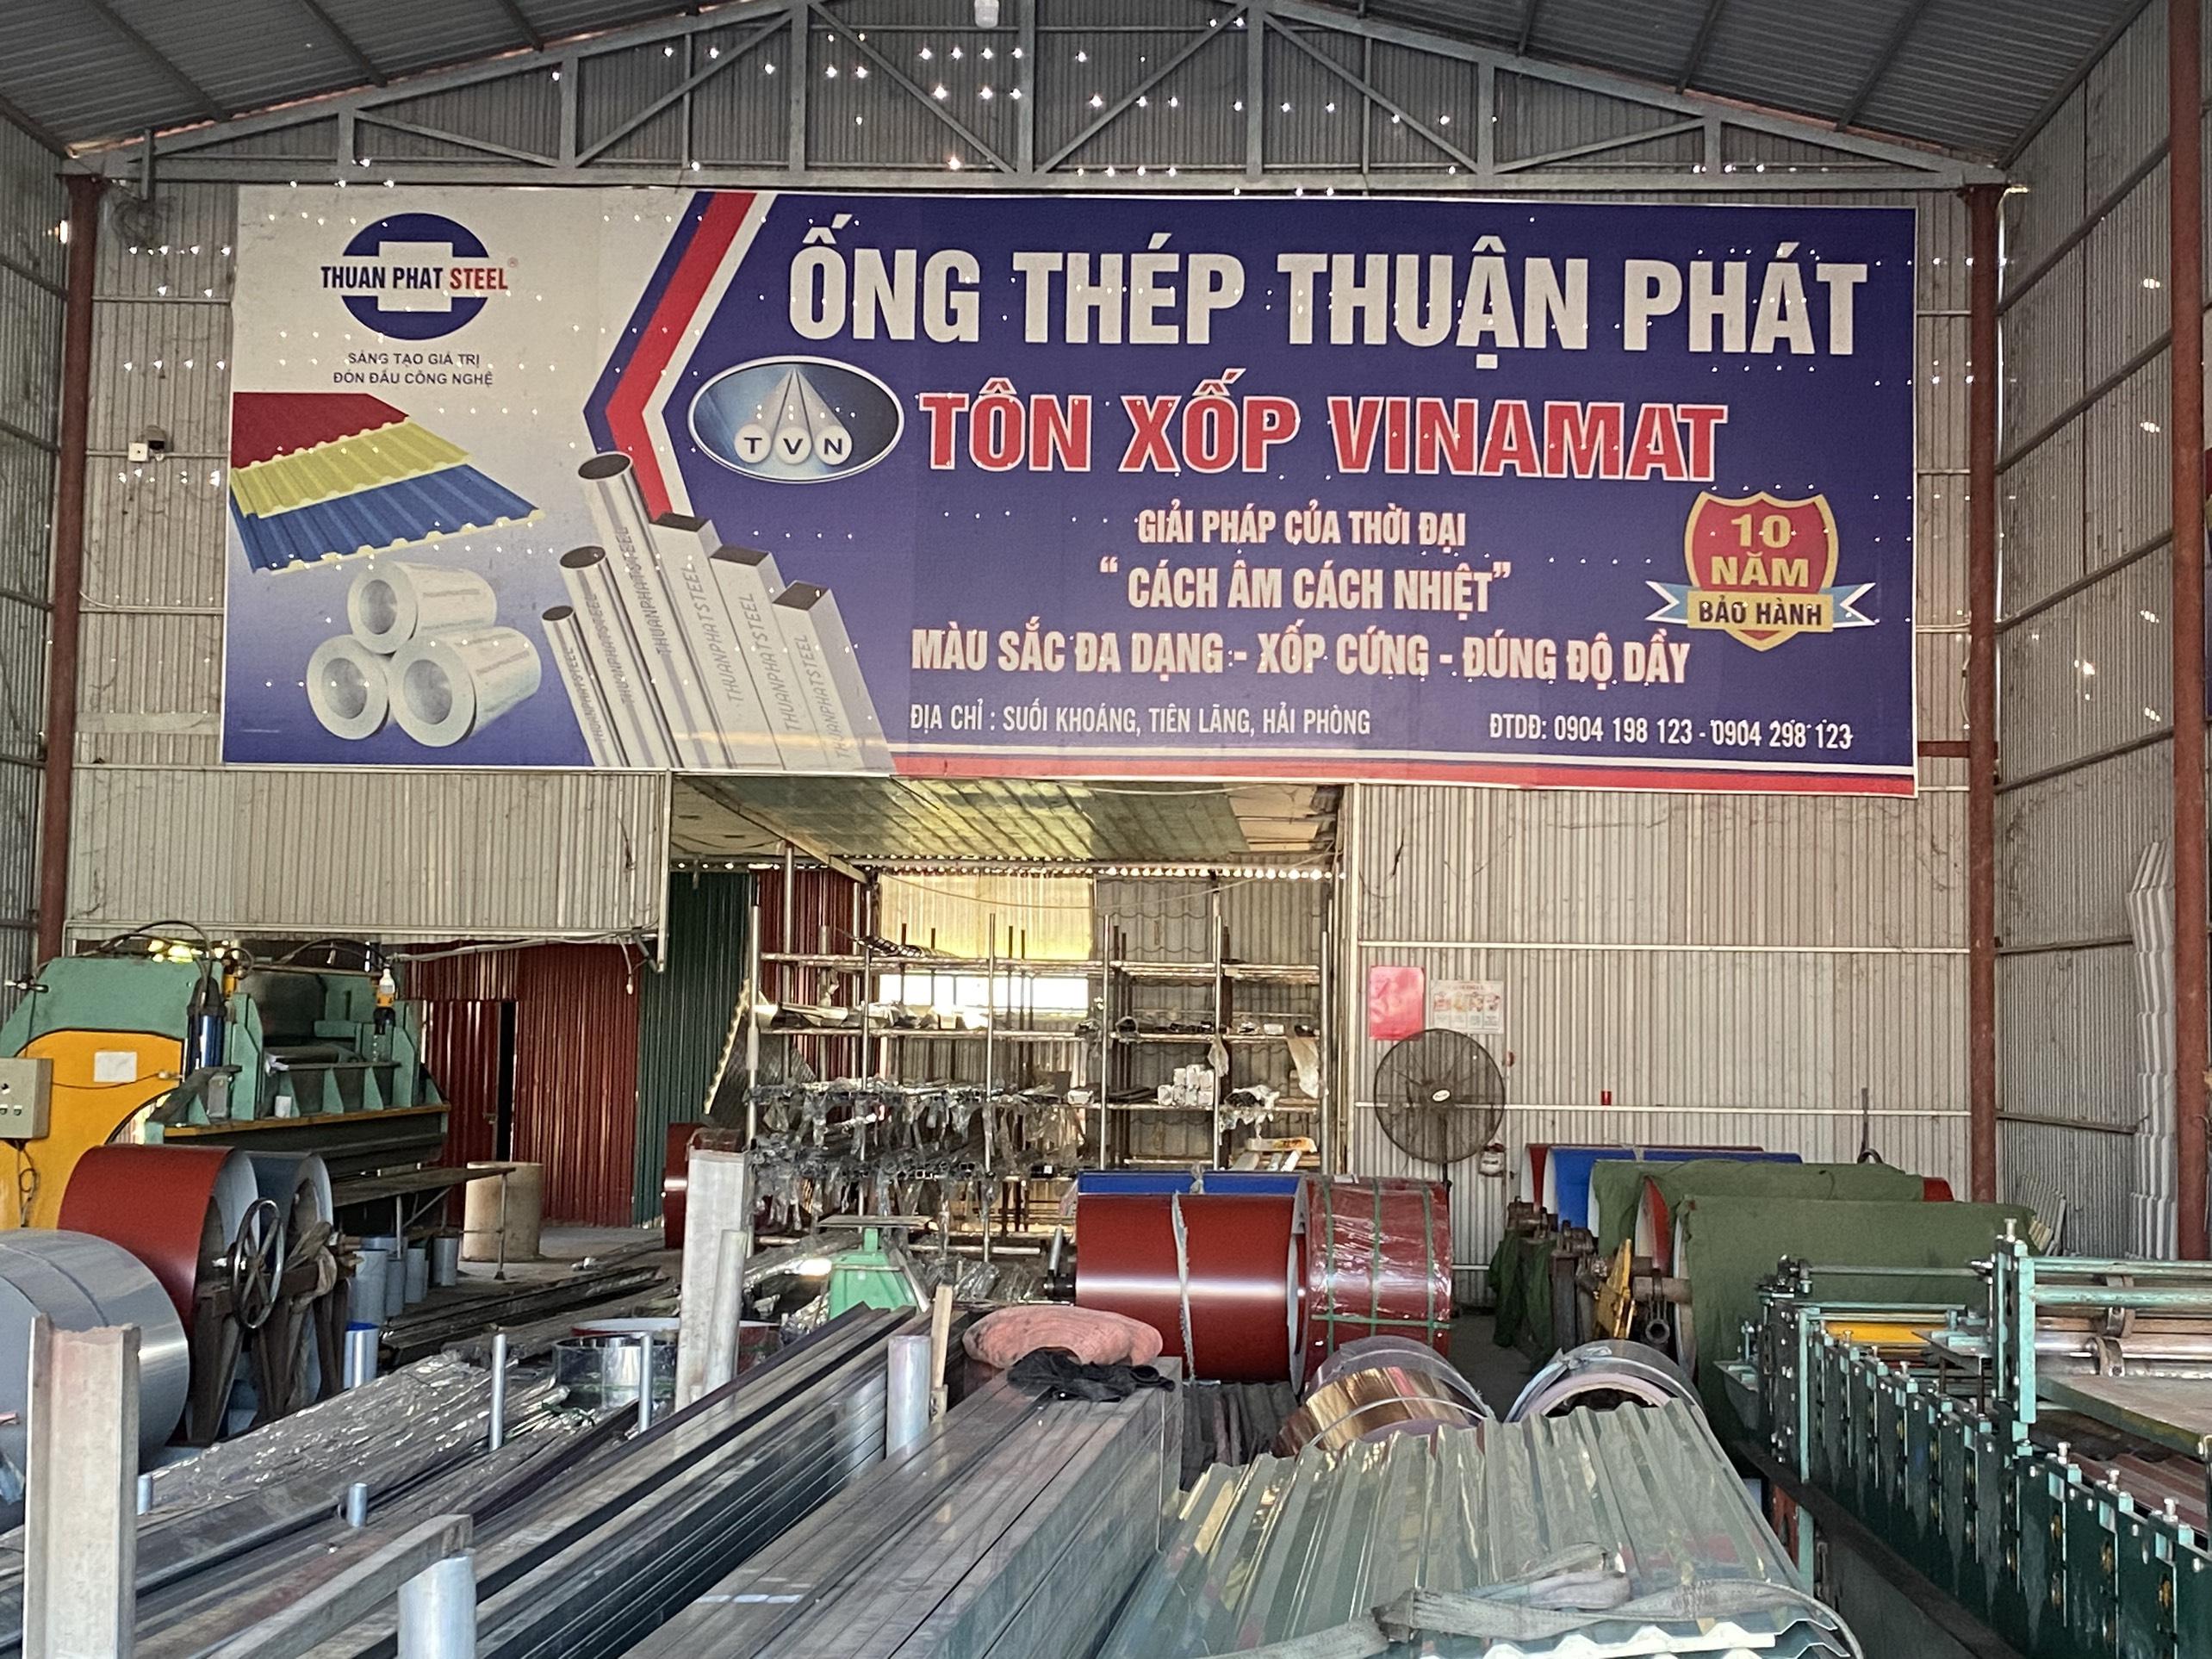 THUAN PHAT STEEL®
SÁNG TẠO GIÁ TRỊ
ĐÓN ĐẦU CÔNG NGHỆ
ỐNG THÉP THUẬN PHÁT
TVN
TÔN XỐP VINAMAT
GIẢI PHÁP CỦA THỜI ĐẠI
“ CÁCH ÂM CÁCH NHIỆT”
10
NĂM
BẢO HÀNH
MÀU SẮC ĐA DẠNG - XỐP CỨNG - ĐÚNG ĐỘ DẦY
ĐỊA CHỈ : SUỐI KHOÁNG, TIÊN LÃNG, HẢI PHÒNG
ĐTDĐ: 0904 198 123 - 0904 298 123
THUANPHATSTEEL
THUANPHATSTEEL
THUANPHATSTEEL
THUANPHATSTEEL
THUANPHATSTEEL
THUANPHATSTEEL